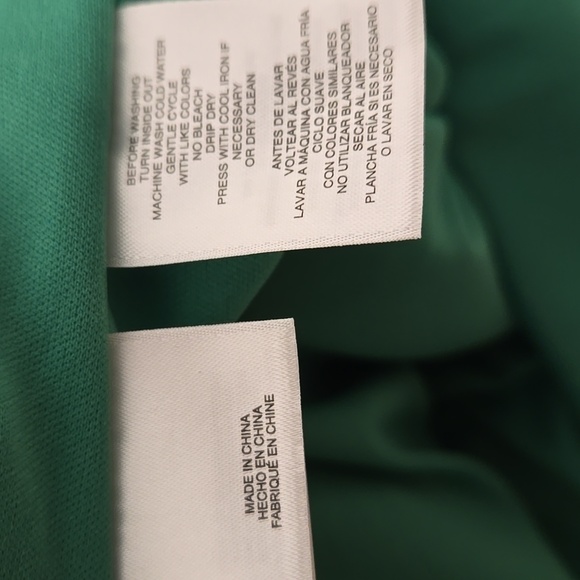 BEFORE WASHING
TURN INSIDE OUT
MACHINE WASH COLD WATER
GENTLE CYCLE
WITH LIKE COLORS
NO BLEACH
DRIP DRY
PRESS WITH COOL IRON IF
NECESSARY
OR DRY CLEAN
ANTES DE LAVAR
VOLTEAR AL REVÉS
LAVAR A MÁQUINA CON AGUA FRÍA
CICLO SUAVE
CON COLORES SIMILARES
NO UTILIZAR BLANQUEADOR
SECAR AL AIRE
PLANCHA FRÍA SI ES NECESARIO
O LAVAR EN SECO
MADE IN CHINA
HECHO EN CHINA
FABRIQUÉ EN CHINE